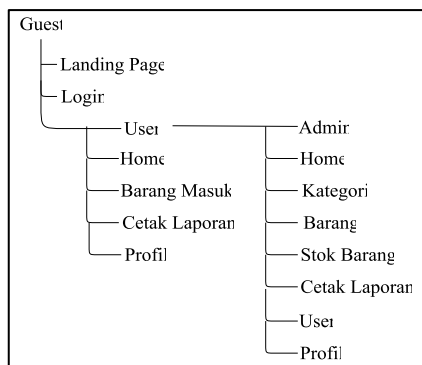 Guest
Landing Page
Login
User
Admin
Home
Home
Barang Masuk
Kategori
Cetak Laporan
Barang
Profil
Stok Barang
Cetak Laporan
User
Profil